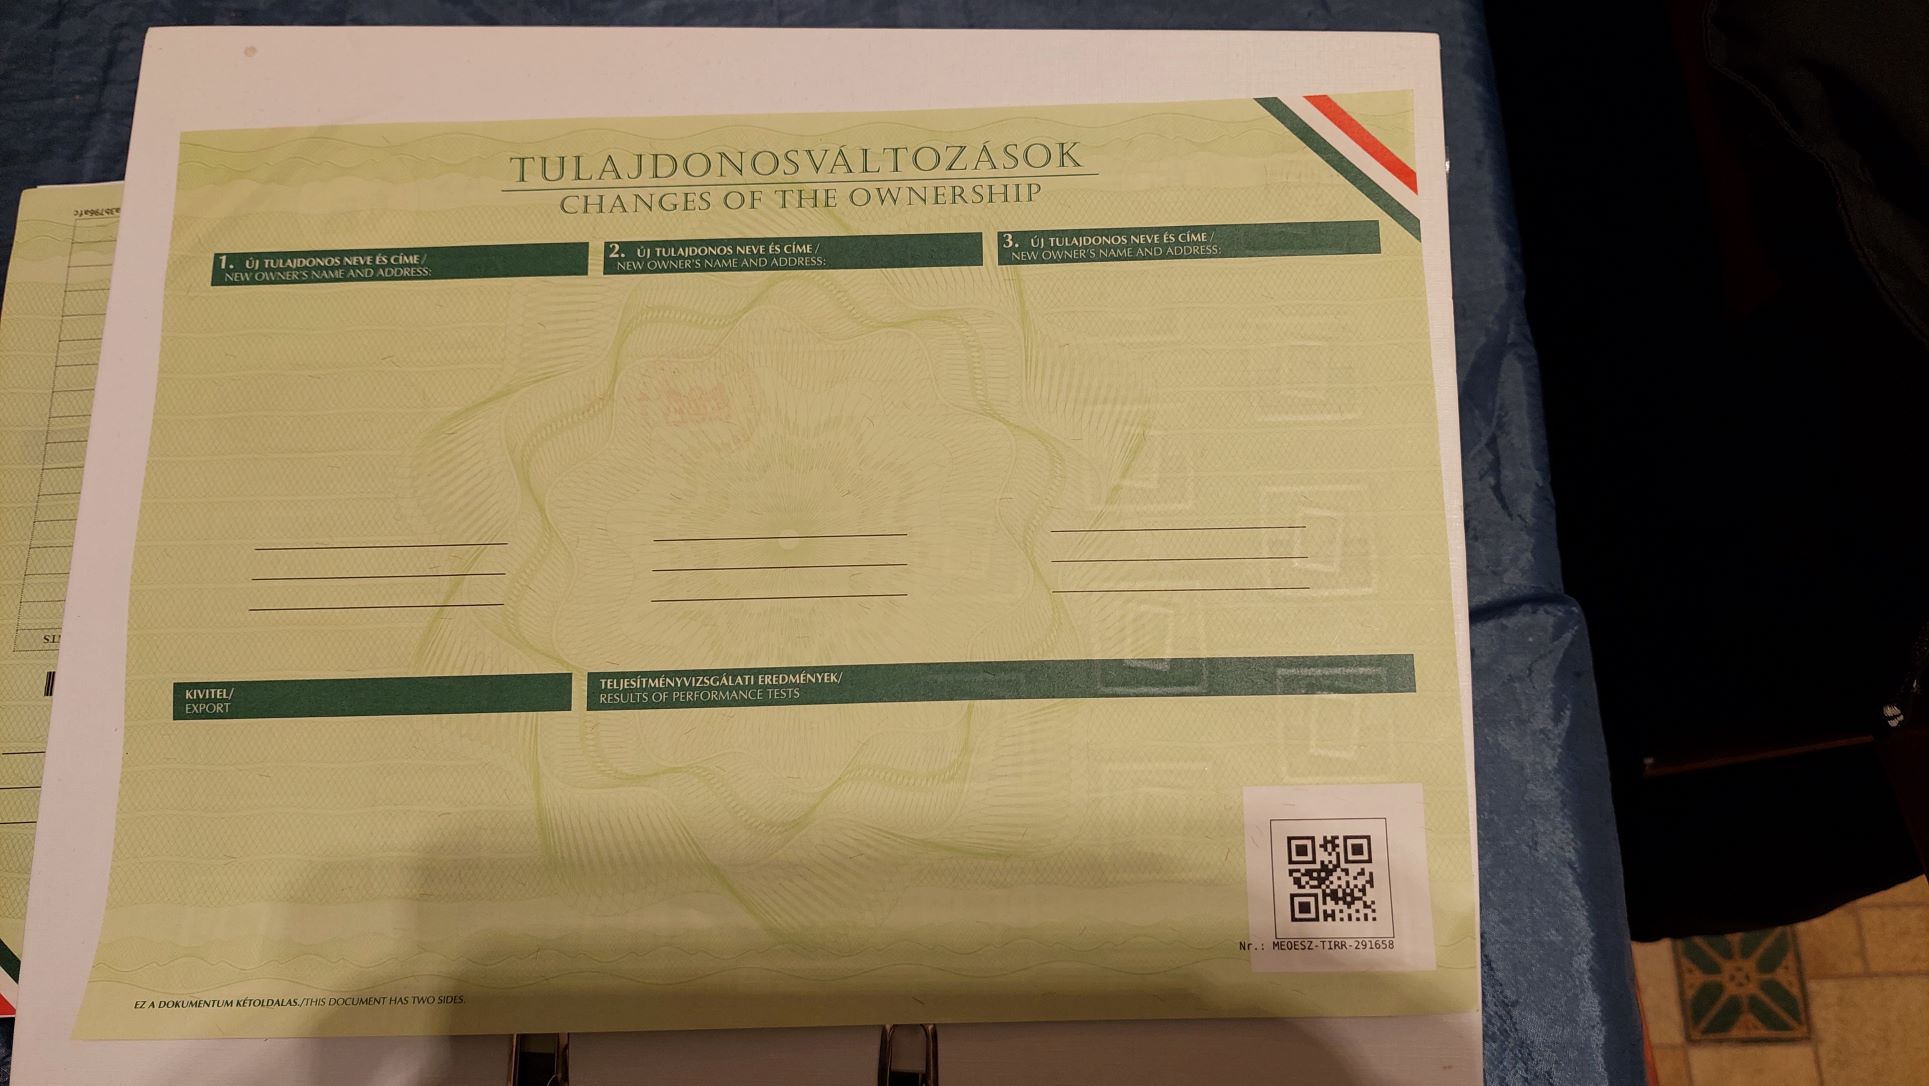 TULAJDONOSVÁLTOZÁSOK
CHANGES OF THE OWNERSHIP
1. ÚJ TULAJDONOS NEVE ÉS CÍME /
NEW OWNER'S NAME AND ADDRESS:
2. ÚJ TULAJDONOS NEVE ÉS CÍME /
NEW OWNER'S NAME AND ADDRESS:
3. ÚJ TULAJDONOS NEVE ÉS CÍME /
NEW OWNER'S NAME AND ADDRESS:
KIVITEL/
EXPORT
TELJESÍTMÉNYVIZSGÁLATI EREDMÉNYEK/
RESULTS OF PERFORMANCE TESTS
Nr.: MEOESZ-TIRR-291658
EZ A DOKUMENTUM KÉTOLDALAS./THIS DOCUMENT HAS TWO SIDES.